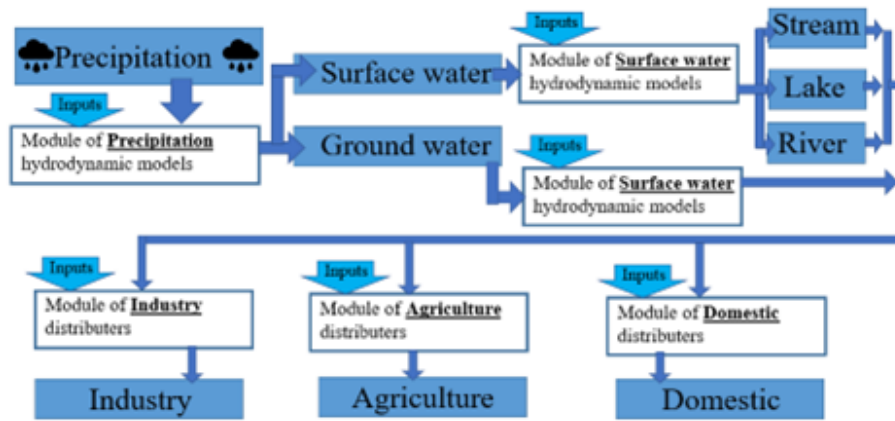 Precipitation
Inputs
Module of Precipitation
hydrodynamic models
Surface water
Ground water
Inputs
Module of Surface water
hydrodynamic models
Inputs
Module of Surface water
hydrodynamic models
Stream
Lake
River
Inputs
Module of Industry
distributers
Industry
Inputs
Module of Agriculture
distributers
Agriculture
Inputs
Module of Domestic
distributers
Domestic